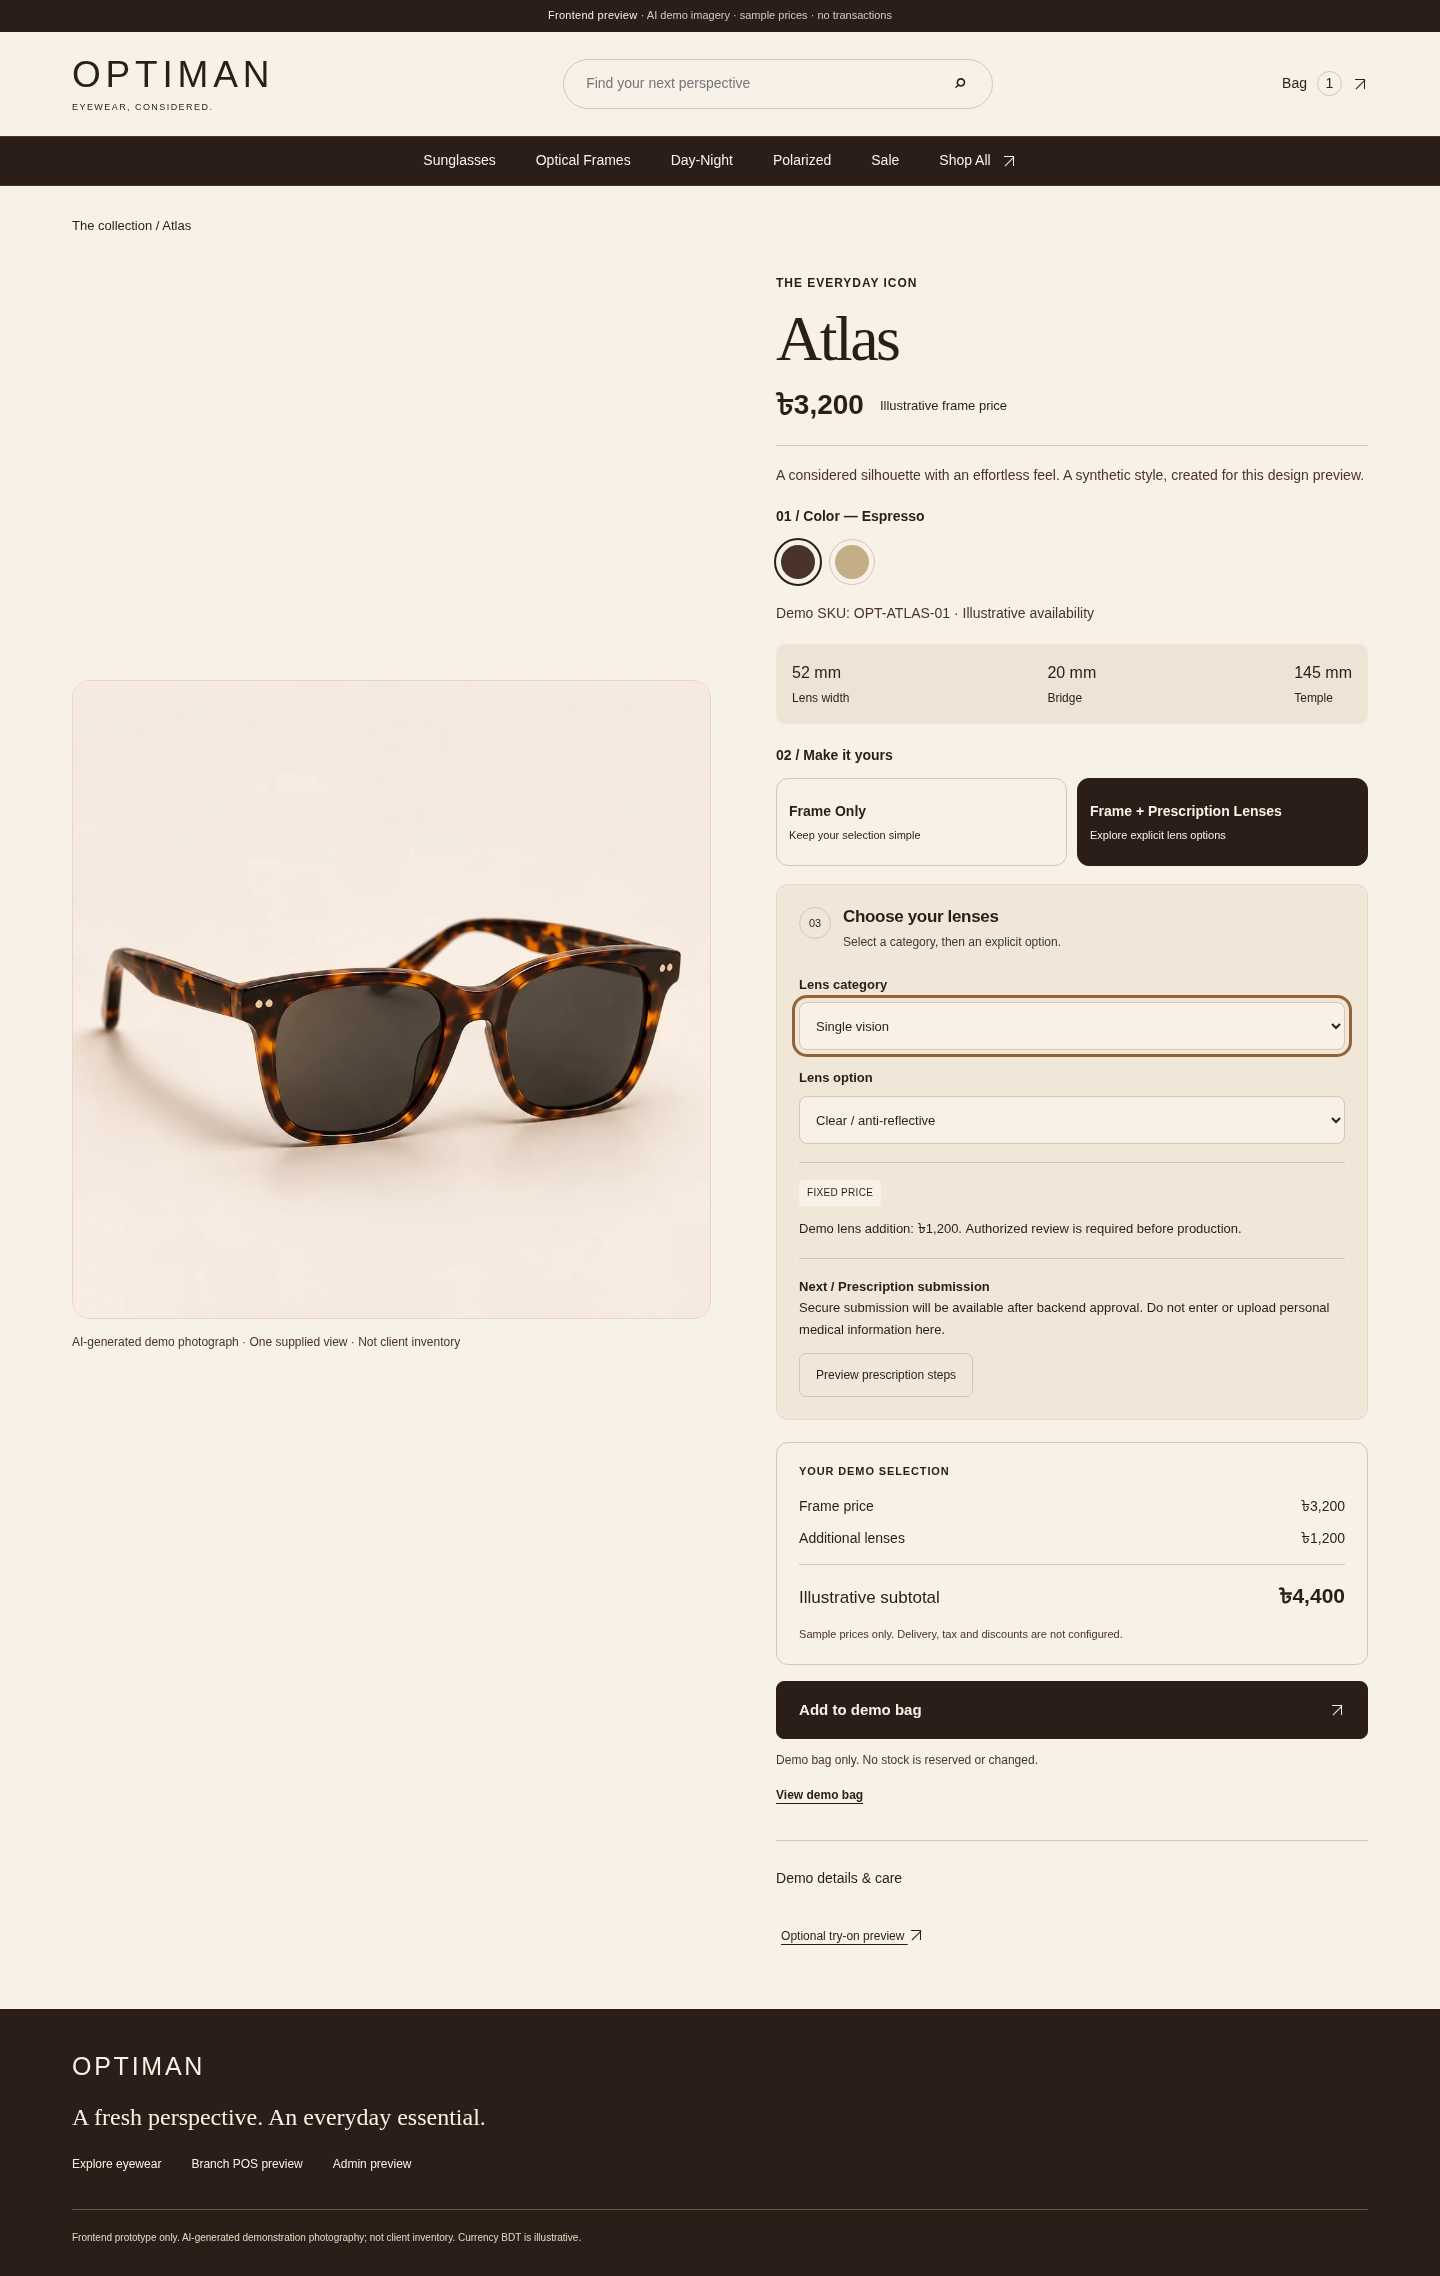 Frontend preview · AI demo imagery · sample prices · no transactions
OPTIMAN
EYEWEAR, CONSIDERED.
Find your next perspective
Bag 1
Sunglasses Optical Frames Day-Night Polarized Sale Shop All
The collection / Atlas
THE EVERYDAY ICON
Atlas
৳3,200 Illustrative frame price
A considered silhouette with an effortless feel. A synthetic style, created for this design preview.
01 / Color — Espresso
Demo SKU: OPT-ATLAS-01 · Illustrative availability
52 mm 20 mm 145 mm
Lens width Bridge Temple
02 / Make it yours
Frame Only
Keep your selection simple
Frame + Prescription Lenses
Explore explicit lens options
03
Choose your lenses
Select a category, then an explicit option.
Lens category
Single vision
Lens option
Clear / anti-reflective
FIXED PRICE
Demo lens addition: ৳1,200. Authorized review is required before production.
Next / Prescription submission
Secure submission will be available after backend approval. Do not enter or upload personal
medical information here.
Preview prescription steps
AI-generated demo photograph · One supplied view · Not client inventory
YOUR DEMO SELECTION
Frame price ৳3,200
Additional lenses ৳1,200
Illustrative subtotal ৳4,400
Sample prices only. Delivery, tax and discounts are not configured.
Add to demo bag
Demo bag only. No stock is reserved or changed.
View demo bag
Demo details & care
Optional try-on preview
OPTIMAN
A fresh perspective. An everyday essential.
Explore eyewear Branch POS preview Admin preview
Frontend prototype only. AI-generated demonstration photography; not client inventory. Currency BDT is illustrative.